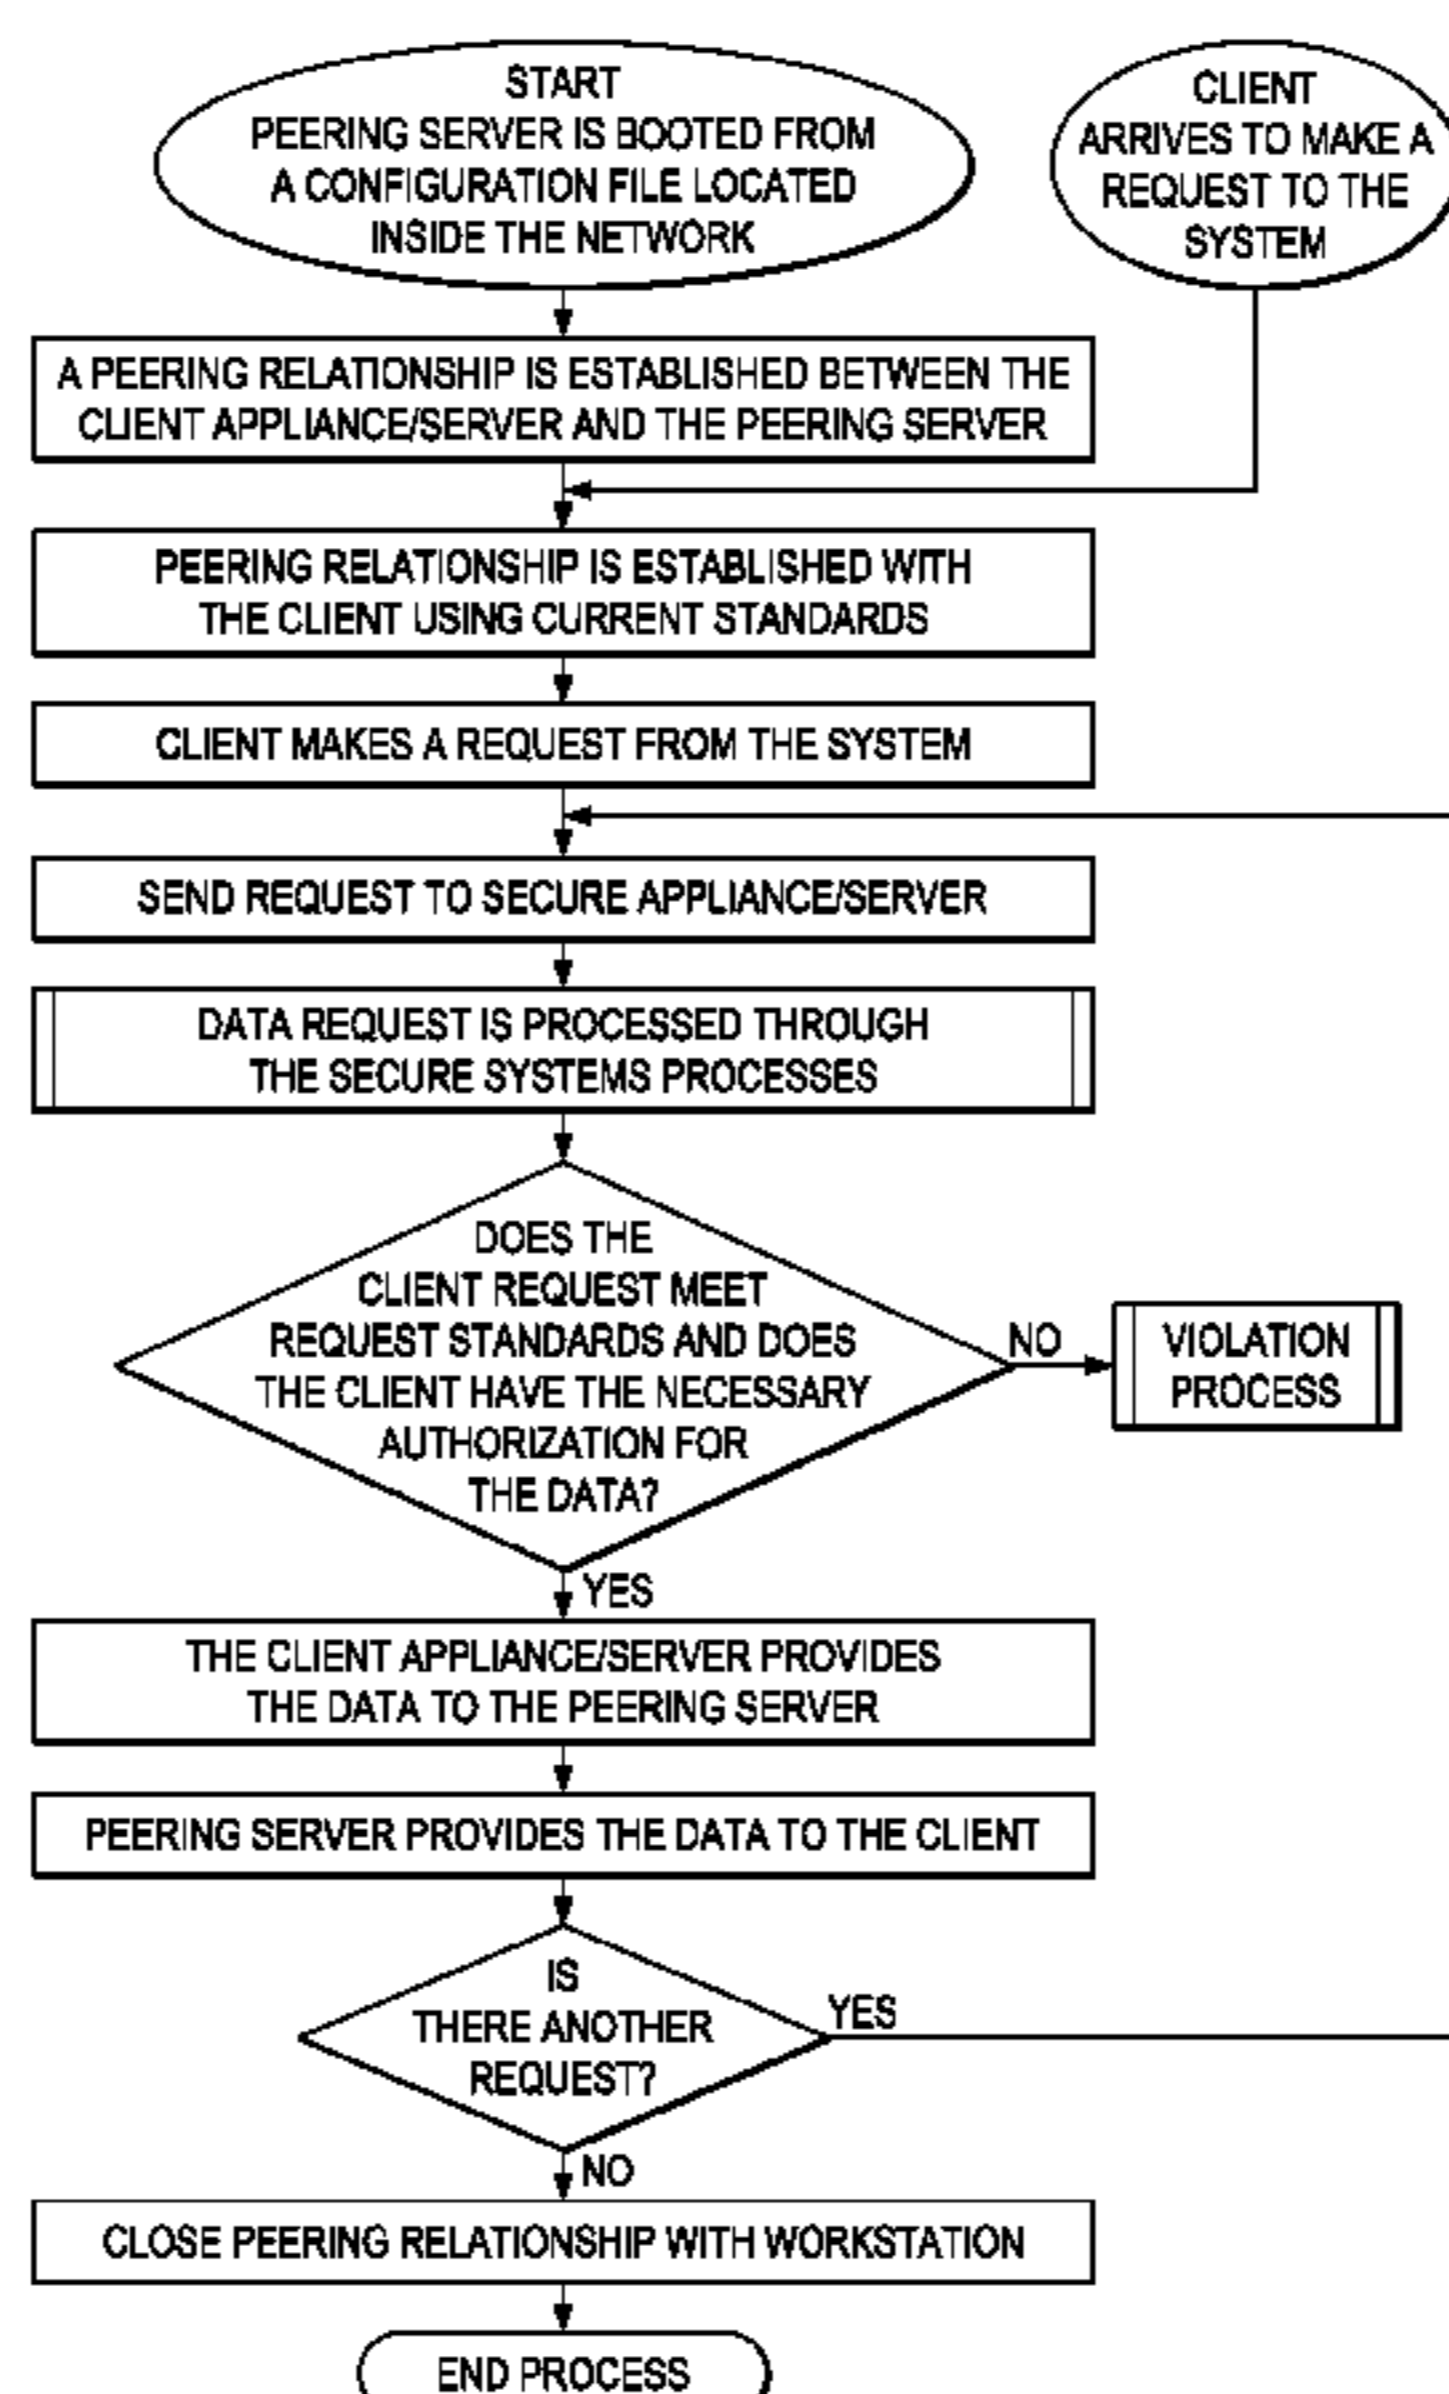 START
PEERING SERVER IS BOOTED FROM
A CONFIGURATION FILE LOCATED
INSIDE THE NETWORK
CLIENT
ARRIVES TO MAKE A
REQUEST TO THE
SYSTEM
A PEERING RELATIONSHIP IS ESTABLISHED BETWEEN THE
CLIENT APPLIANCE/SERVER AND THE PEERING SERVER
PEERING RELATIONSHIP IS ESTABLISHED WITH
THE CLIENT USING CURRENT STANDARDS
CLIENT MAKES A REQUEST FROM THE SYSTEM
SEND REQUEST TO SECURE APPLIANCE/SERVER
DATA REQUEST IS PROCESSED THROUGH
THE SECURE SYSTEMS PROCESSES
DOES THE
CLIENT REQUEST MEET
REQUEST STANDARDS AND DOES
THE CLIENT HAVE THE NECESSARY
AUTHORIZATION FOR
THE DATA?
NO
VIOLATION
PROCESS
YES
THE CLIENT APPLIANCE/SERVER PROVIDES
THE DATA TO THE PEERING SERVER
PEERING SERVER PROVIDES THE DATA TO THE CLIENT
IS
THERE ANOTHER
REQUEST?
YES
NO
CLOSE PEERING RELATIONSHIP WITH WORKSTATION
END PROCESS